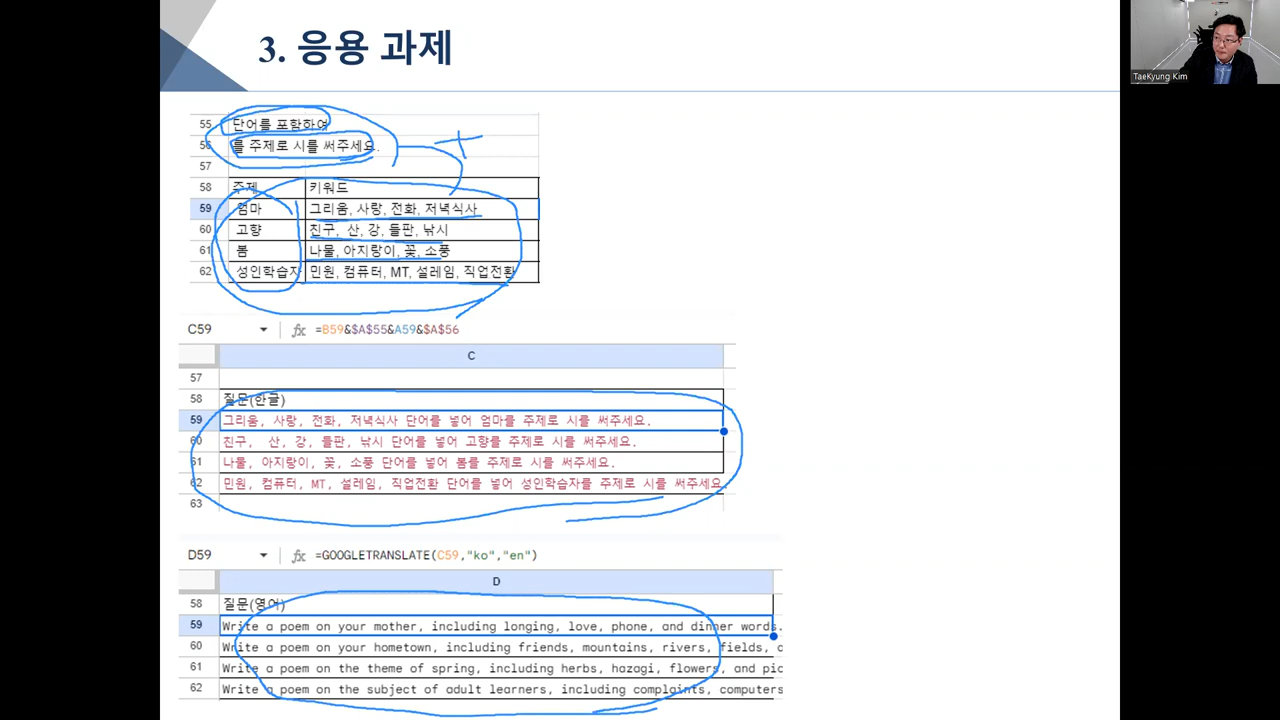 3. 응용 과제
TaeKyung Kim
55 단어를 포함하여
56 를 주제로 시를 써주세요.
57
58 주제 키워드
59 엄마 그리움, 사랑, 전화, 저녁식사
60 고향 친구, 산, 강, 들판, 낚시
61 봄 나물, 아지랑이, 꽃, 소풍
62 성인학습자 민원, 컴퓨터, MT, 설레임, 직업전환
C59 fx =B59&$A$55&A59&$A$56
C
57
58 질문(한글)
59 그리움, 사랑, 전화, 저녁식사 단어를 넣어 엄마를 주제로 시를 써주세요.
60 친구, 산, 강, 들판, 낚시 단어를 넣어 고향를 주제로 시를 써주세요.
61 나물, 아지랑이, 꽃, 소풍 단어를 넣어 봄를 주제로 시를 써주세요.
62 민원, 컴퓨터, MT, 설레임, 직업전환 단어를 넣어 성인학습자를 주제로 시를 써주세요
63
D59 fx =GOOGLETRANSLATE(C59,"ko","en")
D
58 질문(영어)
59 Write a poem on your mother, including longing, love, phone, and dinner words.
60 Write a poem on your hometown, including friends, mountains, rivers, fields, a
61 Write a poem on the theme of spring, including herbs, hazagi, flowers, and pic
62 Write a poem on the subject of adult learners, including complaints, computers